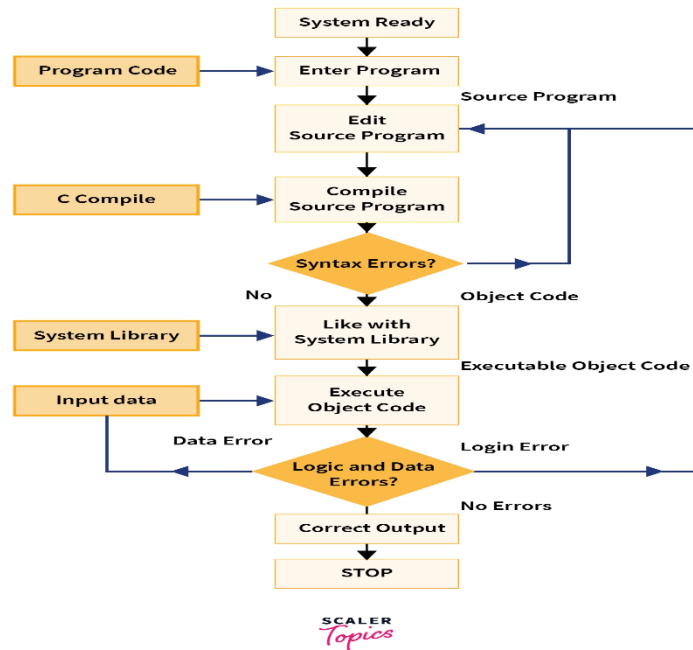 System Ready
Program Code
Enter Program
Source Program
Edit
Source Program
C Compile
Compile
Source Program
Syntax Errors?
No
Object Code
System Library
Like with
System Library
Executable Object Code
Input data
Execute
Object Code
Data Error
Login Error
Logic and Data
Errors?
No Errors
Correct Output
STOP
SCALER
Topics